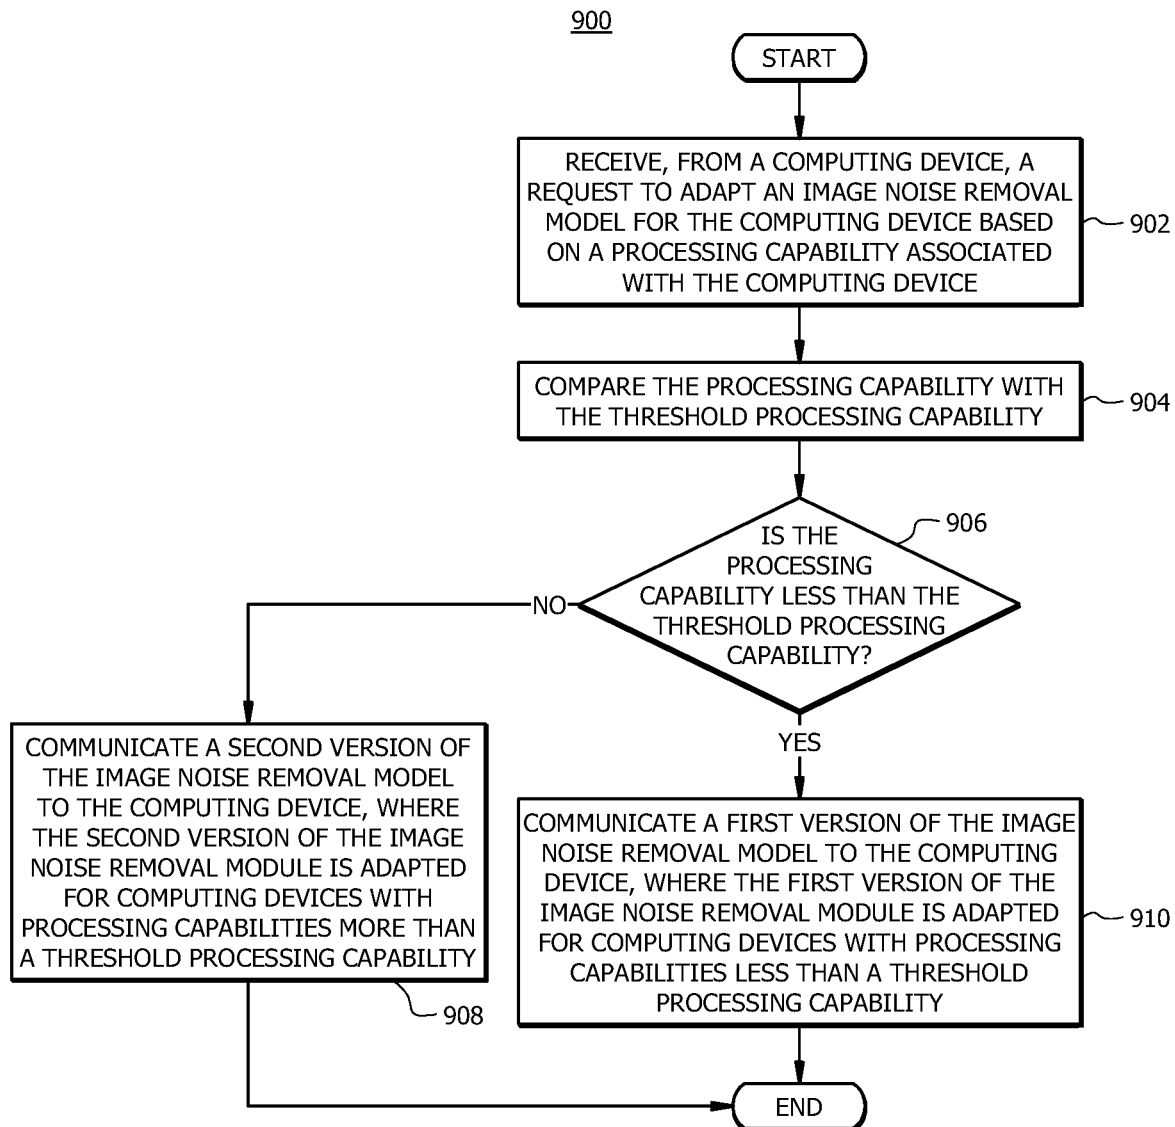 900
START
RECEIVE, FROM A COMPUTING DEVICE, A
REQUEST TO ADAPT AN IMAGE NOISE REMOVAL
MODEL FOR THE COMPUTING DEVICE BASED
ON A PROCESSING CAPABILITY ASSOCIATED
WITH THE COMPUTING DEVICE
902
COMPARE THE PROCESSING CAPABILITY WITH
THE THRESHOLD PROCESSING CAPABILITY
904
IS THE
PROCESSING
CAPABILITY LESS THAN THE
THRESHOLD PROCESSING
CAPABILITY?
906
NO
YES
COMMUNICATE A SECOND VERSION OF
THE IMAGE NOISE REMOVAL MODEL
TO THE COMPUTING DEVICE, WHERE
THE SECOND VERSION OF THE IMAGE
NOISE REMOVAL MODULE IS ADAPTED
FOR COMPUTING DEVICES WITH
PROCESSING CAPABILITIES MORE THAN
A THRESHOLD PROCESSING CAPABILITY
908
COMMUNICATE A FIRST VERSION OF THE IMAGE
NOISE REMOVAL MODEL TO THE COMPUTING
DEVICE, WHERE THE FIRST VERSION OF THE
IMAGE NOISE REMOVAL MODULE IS ADAPTED
FOR COMPUTING DEVICES WITH PROCESSING
CAPABILITIES LESS THAN A THRESHOLD
PROCESSING CAPABILITY
910
END